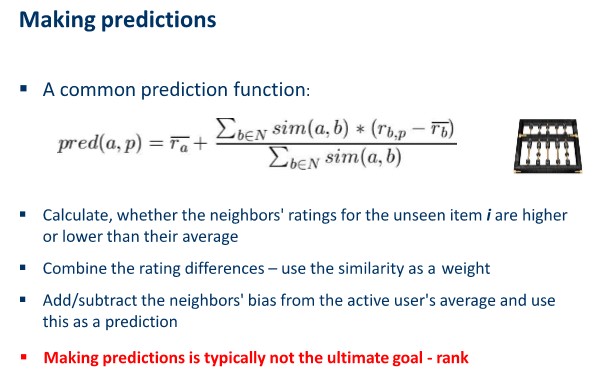 Making predictions
▪ A common prediction function:
pred(a, p) = \overline{r_a} + \frac{\sum_{b \in N} sim(a, b) * (r_{b,p} - \overline{r_b})}{\sum_{b \in N} sim(a, b)}
▪ Calculate, whether the neighbors' ratings for the unseen item i are higher
or lower than their average
▪ Combine the rating differences – use the similarity as a weight
▪ Add/subtract the neighbors' bias from the active user's average and use
this as a prediction
▪ Making predictions is typically not the ultimate goal - rank